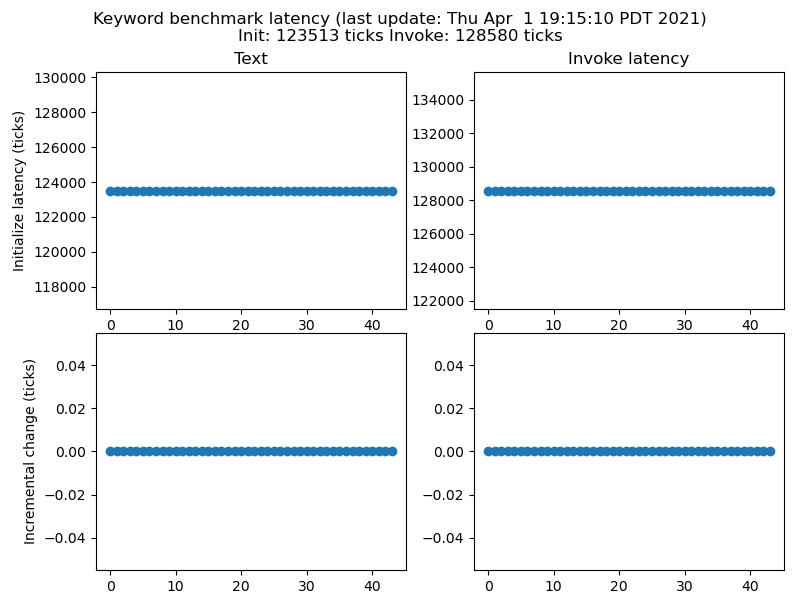 Keyword benchmark latency (last update: Thu Apr  1 19:15:10 PDT 2021)
Init: 123513 ticks Invoke: 128580 ticks
Text
Invoke latency
Initialize latency (ticks)
130000
128000
126000
124000
122000
120000
118000
0 10 20 30 40
134000
132000
130000
128000
126000
124000
122000
0 10 20 30 40
Incremental change (ticks)
0.04
0.02
0.00
−0.02
−0.04
0 10 20 30 40
0.04
0.02
0.00
−0.02
−0.04
0 10 20 30 40